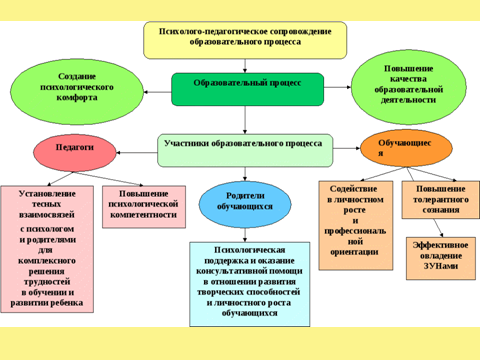 Психолого-педагогическое сопровождение
образовательного процесса
Создание
психологического
комфорта
Образовательный процесс
Повышение
качества
образовательной
деятельности
Педагоги
Участники образовательного процесса
Обучающиес
я
Установление
тесных
взаимосвязей
с психологом
и родителями
для
комплексного
решения
трудностей
в обучении и
развитии ребенка
Повышение
психологической
компетентности
Родители
обучающихся
Психологическая
поддержка и оказание
консультативной помощи
в отношении развития
творческих способностей
и личностного роста
обучающихся
Содействие
в личностном
росте
и
профессиональ
ной
ориентации
Повышение
толерантного
сознания
Эффективное
овладение
ЗУНами